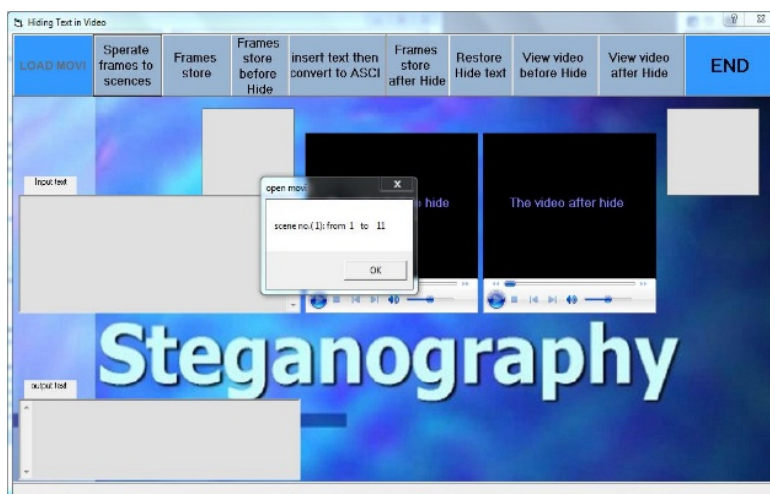 Hiding Text in Video
LOAD MOVI
Sperate
frames to
scences
Frames
store
Frames
store
before
Hide
insert text then
convert to ASCI
Frames
store
after Hide
Restore
Hide text
View video
before Hide
View video
after Hide
END
Input text
open movi
X
scene no.(1): from 1 to 11
OK
hide
The video after hide
Steganography
output text